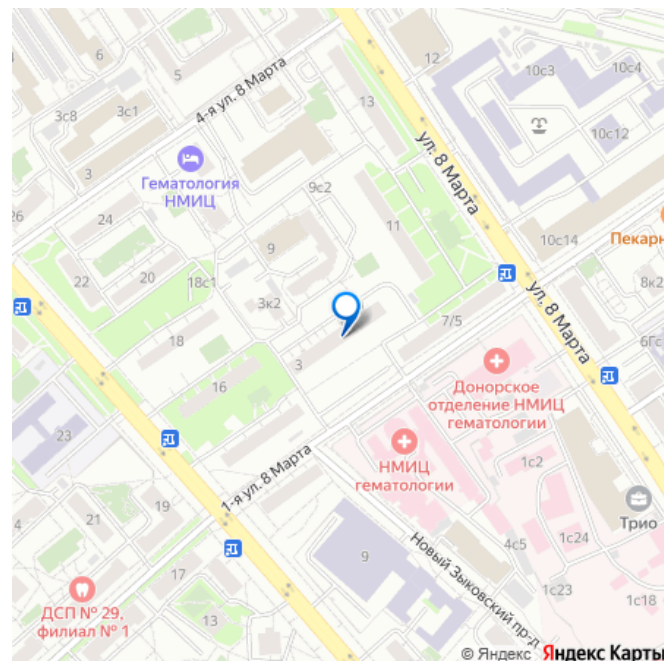 6
5
3с8
3с1
4-я ул. 8 Марта
3
26
24
22
20
18с1
18
16
Гематология
НМИЦ
9с2
9
3к2
3
13
11
12
ул. 8 Марта
10с3
10с4
10с12
10с14
Пекарн
8к2
ул. 8 Марта
6Гс
7/5
Донорское
отделение НМИЦ
гематологии
НМИЦ
гематологии
1с2
Трио
1с24
4с5
1с23
1с18
23
1-я ул. 8 Марта
21
19
17
13
9
Новый Зыковский пр-д
ДСП № 29,
филиал № 1
© Яндекс Яндекс Карты